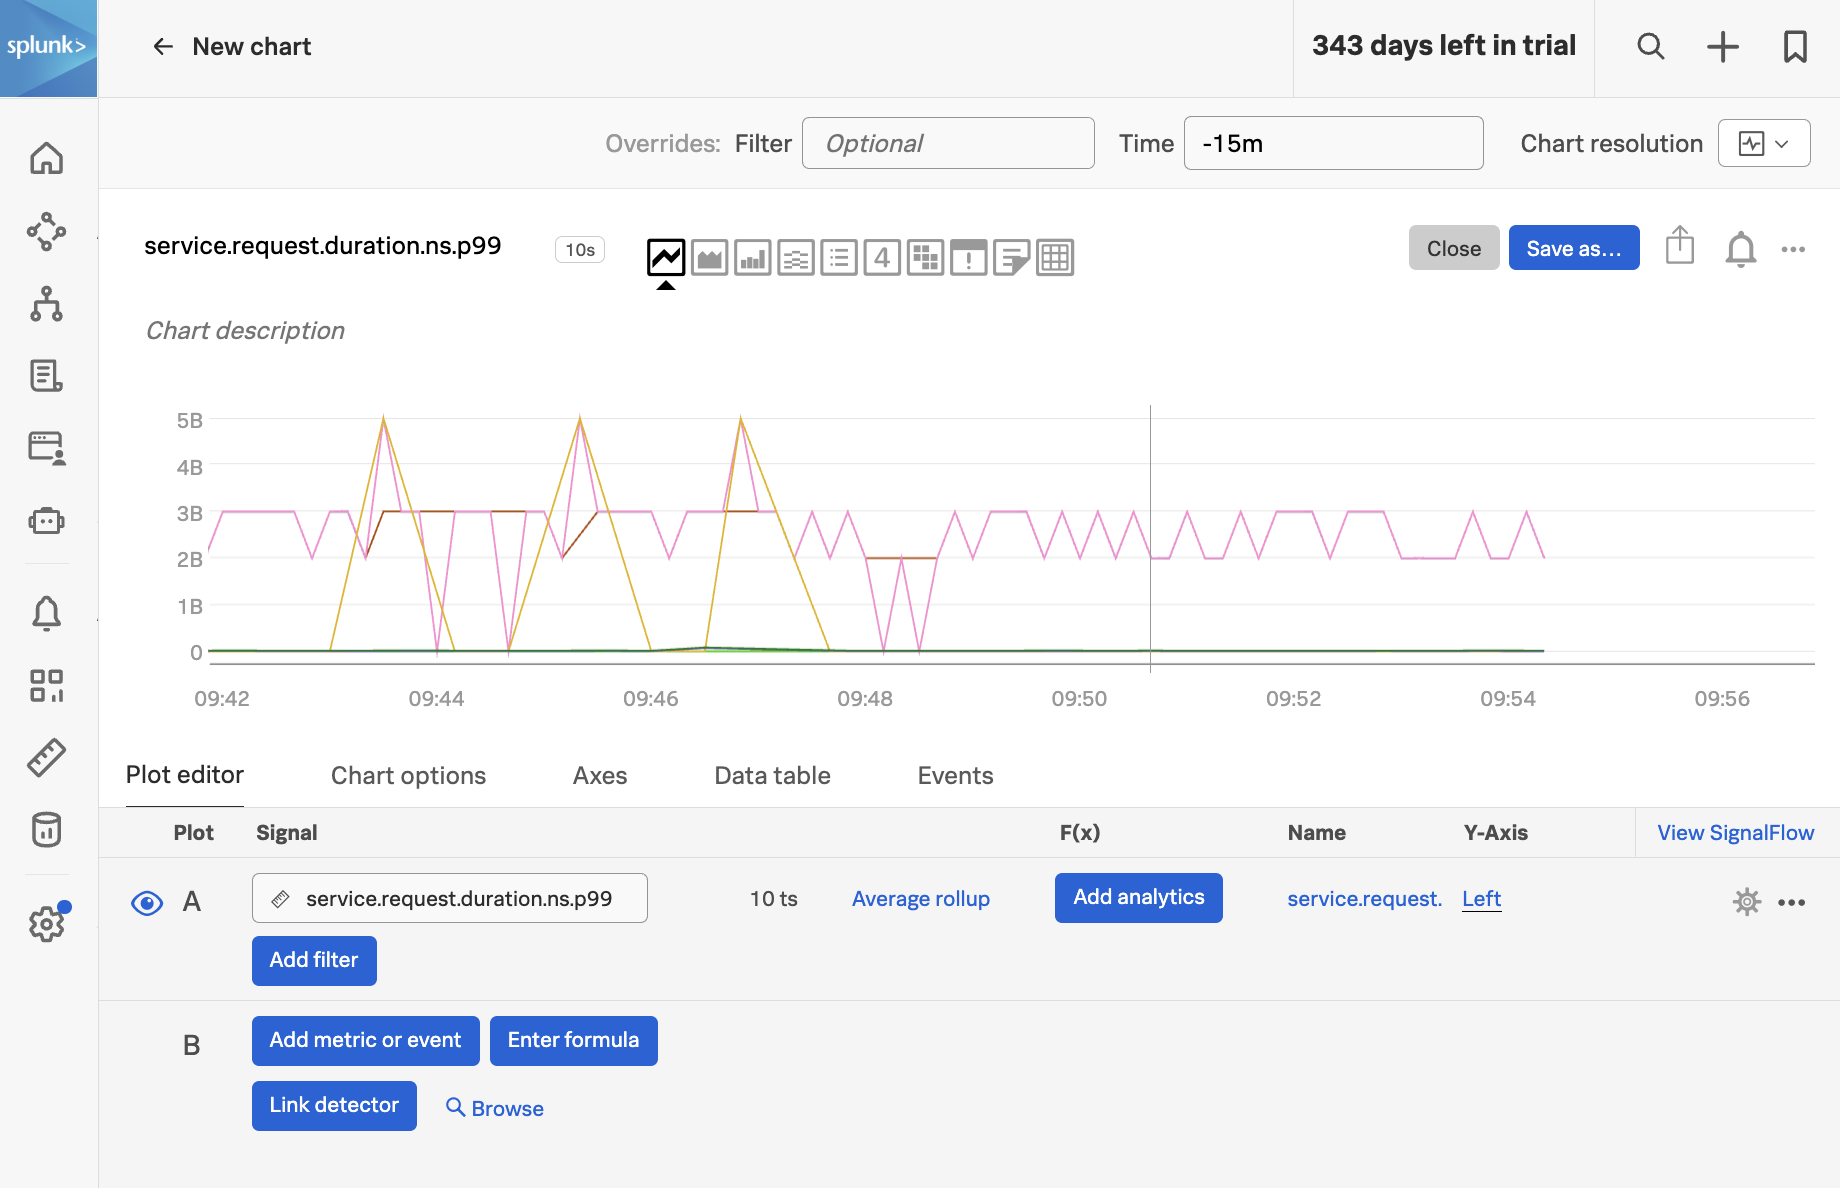 splunk>
New chart
343 days left in trial
Overrides: Filter Optional Time -15m Chart resolution
service.request.duration.ns.p99
10s
4
Close
Save as...
Chart description
5B
4B
3B
2B
1B
0
09:42 09:44 09:46 09:48 09:50 09:52 09:54 09:56
Plot editor Chart options Axes Data table Events
Plot Signal F(x) Name Y-Axis View SignalFlow
A service.request.duration.ns.p99 10 ts Average rollup Add analytics service.request. Left
Add filter
B Add metric or event Enter formula
Link detector Browse